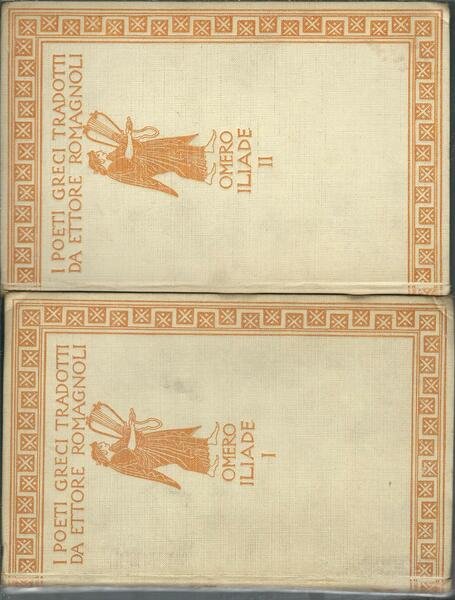 I POETI GRECI TRADOTTI
DA ETTORE ROMAGNOLI
OMERO
ILIADE
II
I POETI GRECI TRADOTTI
DA ETTORE ROMAGNOLI
OMERO
ILIADE
I